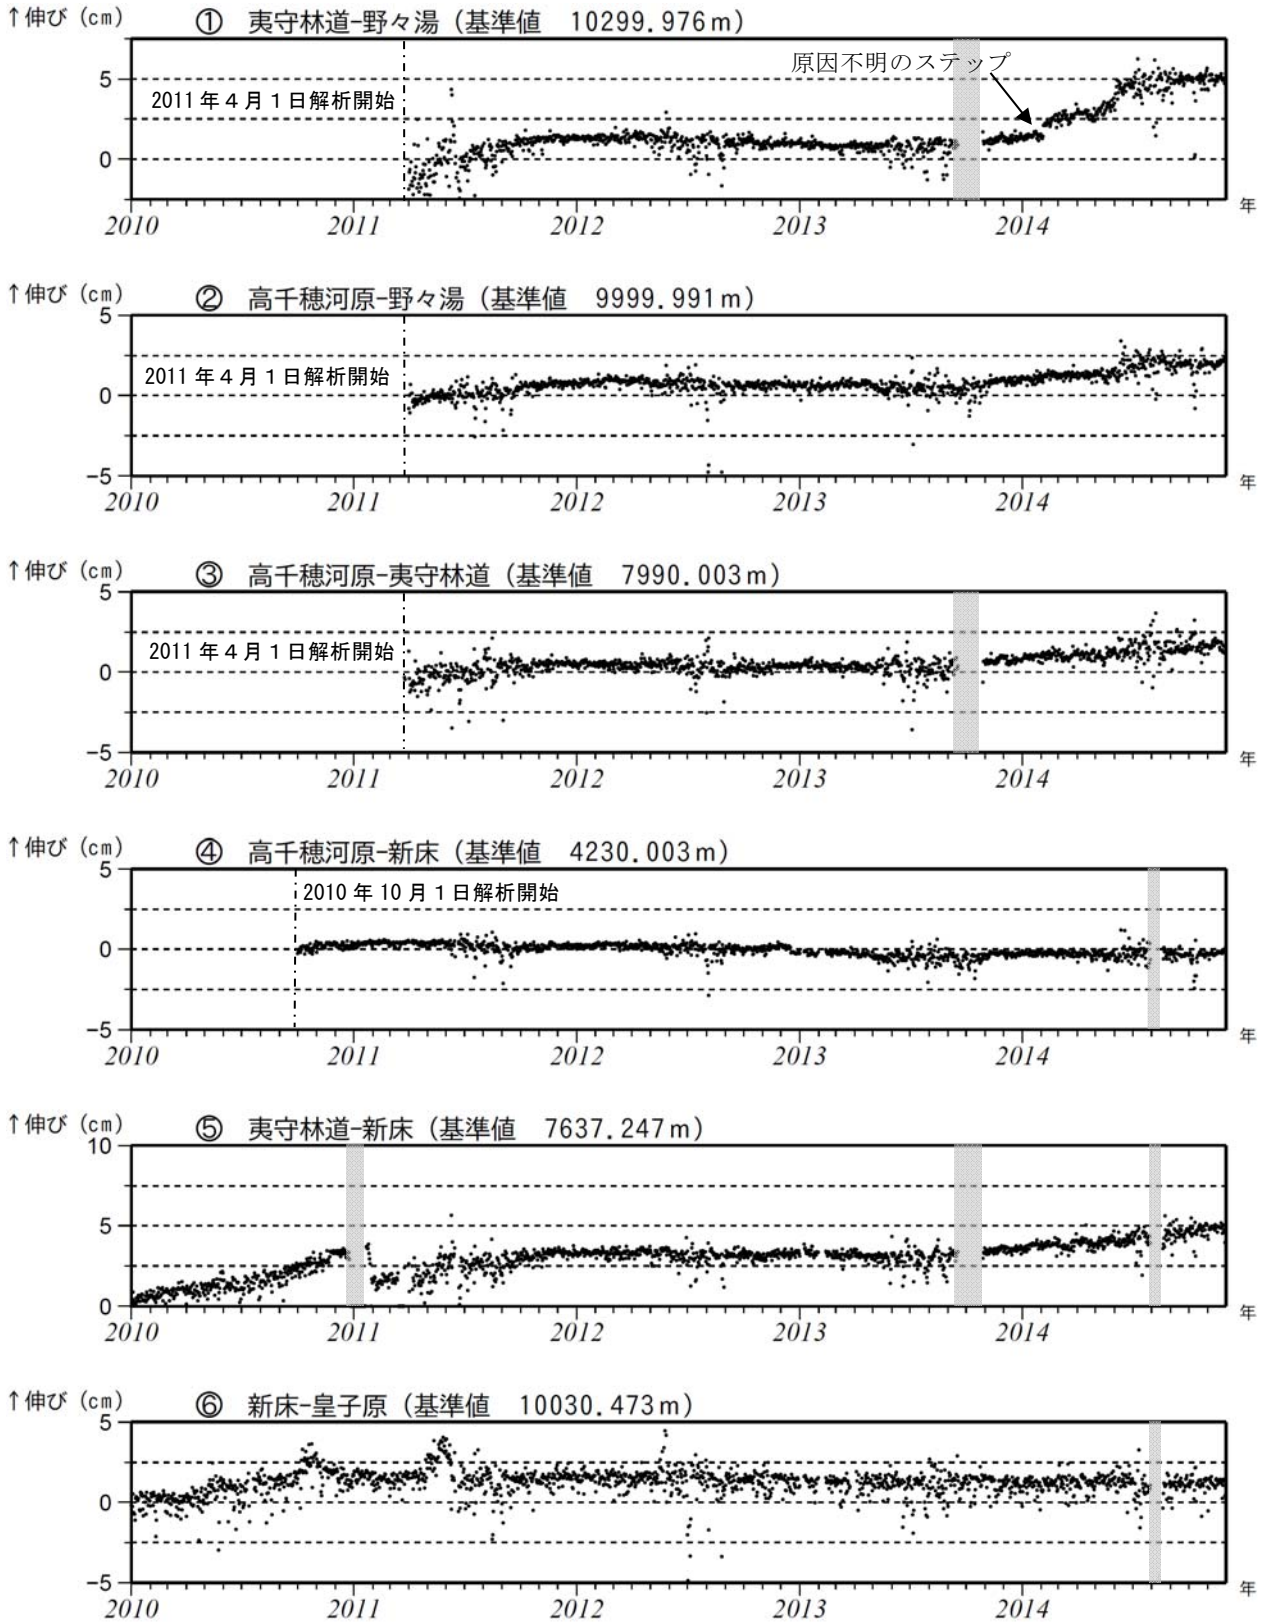 ↑伸び（cm） ① 夷守林道-野々湯（基準値 10299.976m）
原因不明のステップ
5
2011年４月１日解析開始
0
2010 2011 2012 2013 2014 年
↑伸び（cm） ② 高千穂河原-野々湯（基準値 9999.991m）
5
2011年４月１日解析開始
0
-5
2010 2011 2012 2013 2014 年
↑伸び（cm） ③ 高千穂河原-夷守林道（基準値 7990.003m）
5
2011年４月１日解析開始
0
-5
2010 2011 2012 2013 2014 年
↑伸び（cm） ④ 高千穂河原-新床（基準値 4230.003m）
5
2010年10月１日解析開始
0
-5
2010 2011 2012 2013 2014 年
↑伸び（cm） ⑤ 夷守林道-新床（基準値 7637.247m）
10
5
0
2010 2011 2012 2013 2014 年
↑伸び（cm） ⑥ 新床-皇子原（基準値 10030.473m）
5
0
-5
2010 2011 2012 2013 2014 年